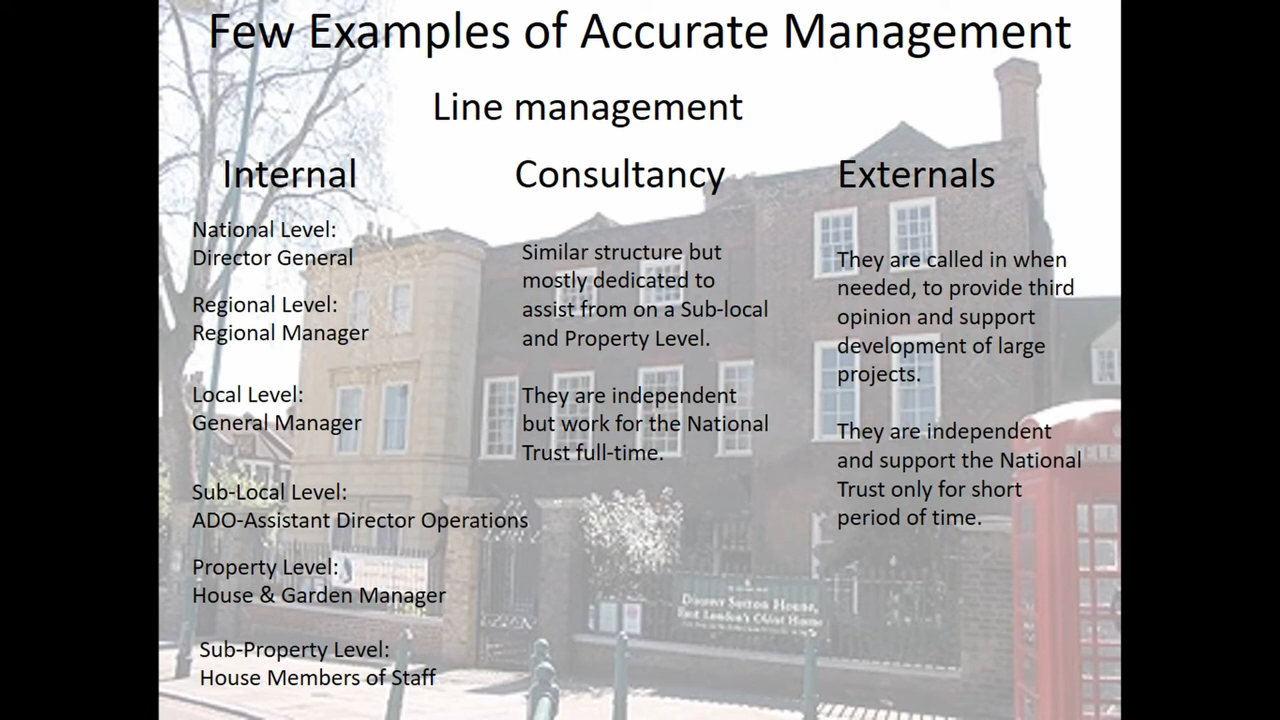 Few Examples of Accurate Management
Line management
Internal
National Level:
Director General
Regional Level:
Regional Manager
Local Level:
General Manager
Sub-Local Level:
ADO-Assistant Director Operations
Property Level:
House & Garden Manager
Sub-Property Level:
House Members of Staff
Consultancy
Similar structure but
mostly dedicated to
assist from on a Sub-local
and Property Level.
They are independent
but work for the National
Trust full-time.
Externals
They are called in when
needed, to provide third
opinion and support
development of large
projects.
They are independent
and support the National
Trust only for short
period of time.
Discover Sutton House,
East London's Oldest Home